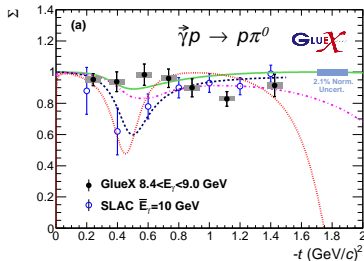 Σ
1.4
(a)
γ⃗p → pπ⁰
GLUEX
1.2
1
2.1% Norm.
Uncert.
0.8
0.6
0.4
GlueX 8.4<Eᵧ<9.0 GeV
0.2
SLAC E̅ᵧ=10 GeV
0
0 0.2 0.4 0.6 0.8 1 1.2 1.4 1.6 1.8 2
-t (GeV/c)²